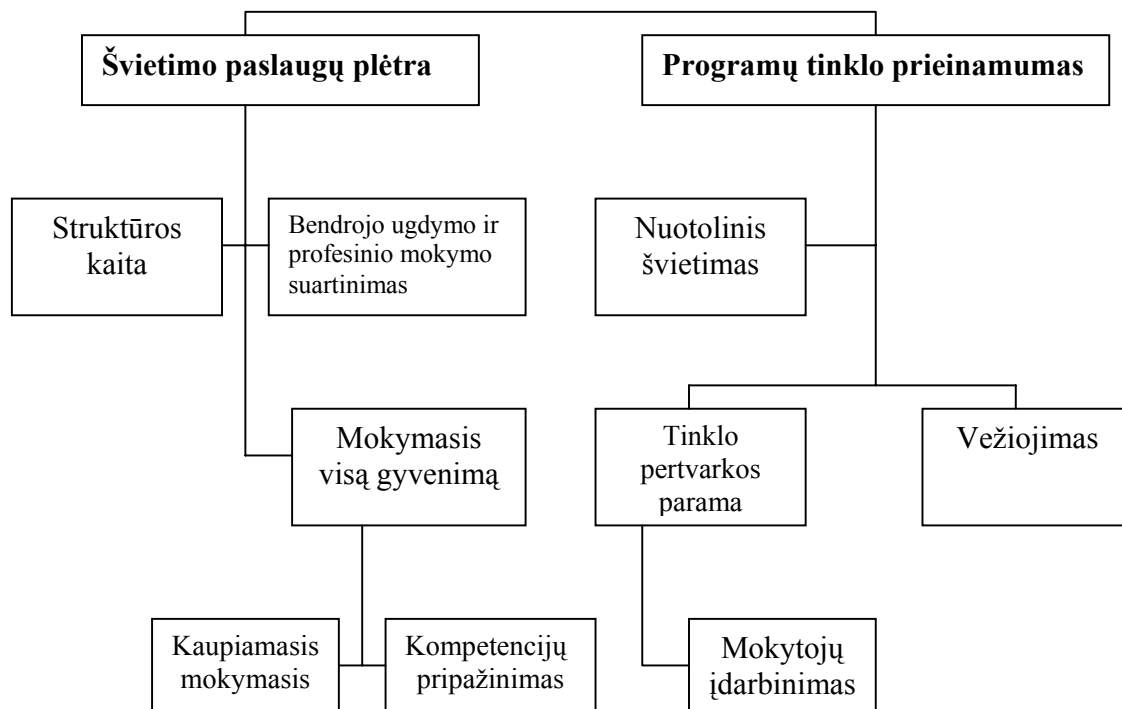 Švietimo paslaugų plėtra
Programų tinklo prieinamumas
Struktūros
kaita
Bendrojo ugdymo ir
profesinio mokymo
suartinimas
Nuotolinis
švietimas
Mokymasis
visą gyvenimą
Tinklo
pertvarkos
parama
Vežiojimas
Kaupiamasis
mokymasis
Kompetencijų
pripažinimas
Mokytojų
įdarbinimas